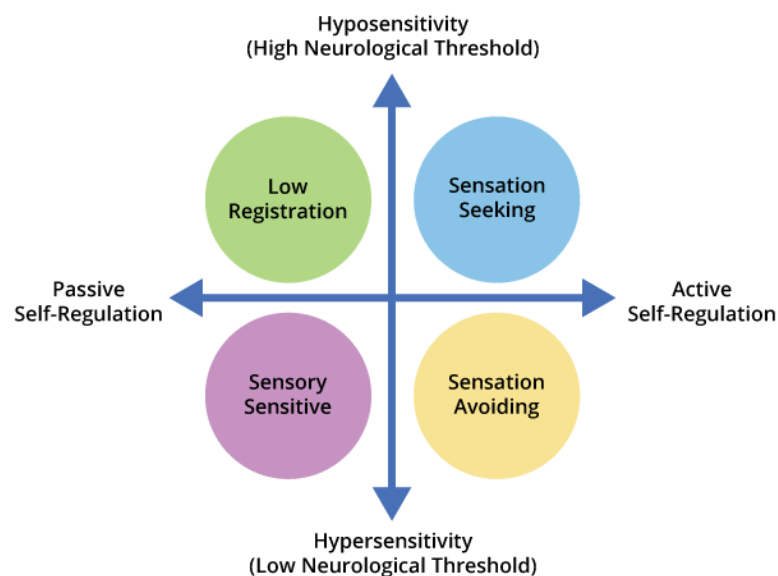 Hyposensitivity
(High Neurological Threshold)
Low
Registration
Sensation
Seeking
Passive
Self-Regulation
Active
Self-Regulation
Sensory
Sensitive
Sensation
Avoiding
Hypersensitivity
(Low Neurological Threshold)